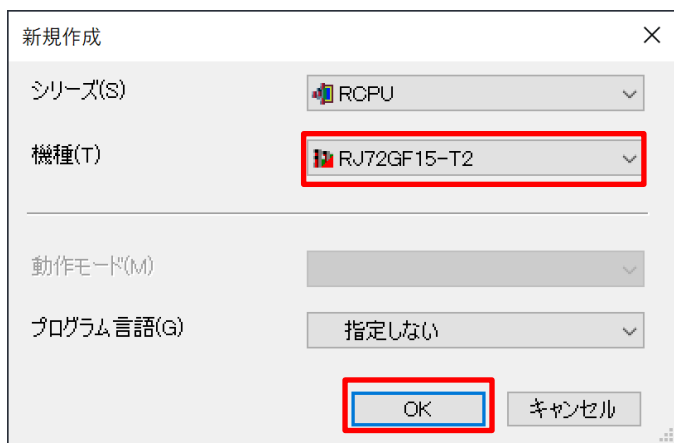 新規作成
シリーズ(S)
RCPU
機種(T)
RJ72GF15-T2
動作モード(M)
プログラム言語(G)
指定しない
OK
キャンセル